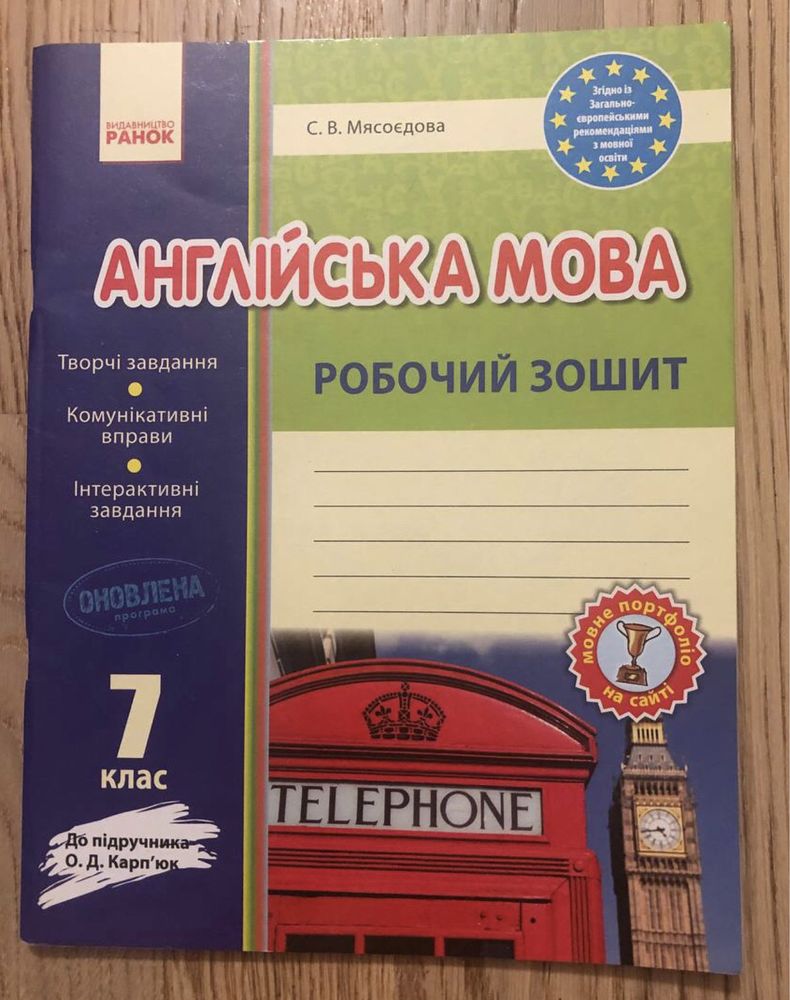 ВИДАВНИЦТВО
РАНОК
С. В. Мясоєдова
Згідно із
Загально-
європейськими
рекомендаціями
з мовної
освіти
АНГЛІЙСЬКА МОВА
РОБОЧИЙ ЗОШИТ
Творчі завдання
Комунікативні
вправи
Інтерактивні
завдання
ОНОВЛЕНА
програма
7
клас
До підручника
О. Д. Карп'юк
мовне портфоліо
на сайті
TELEPHONE